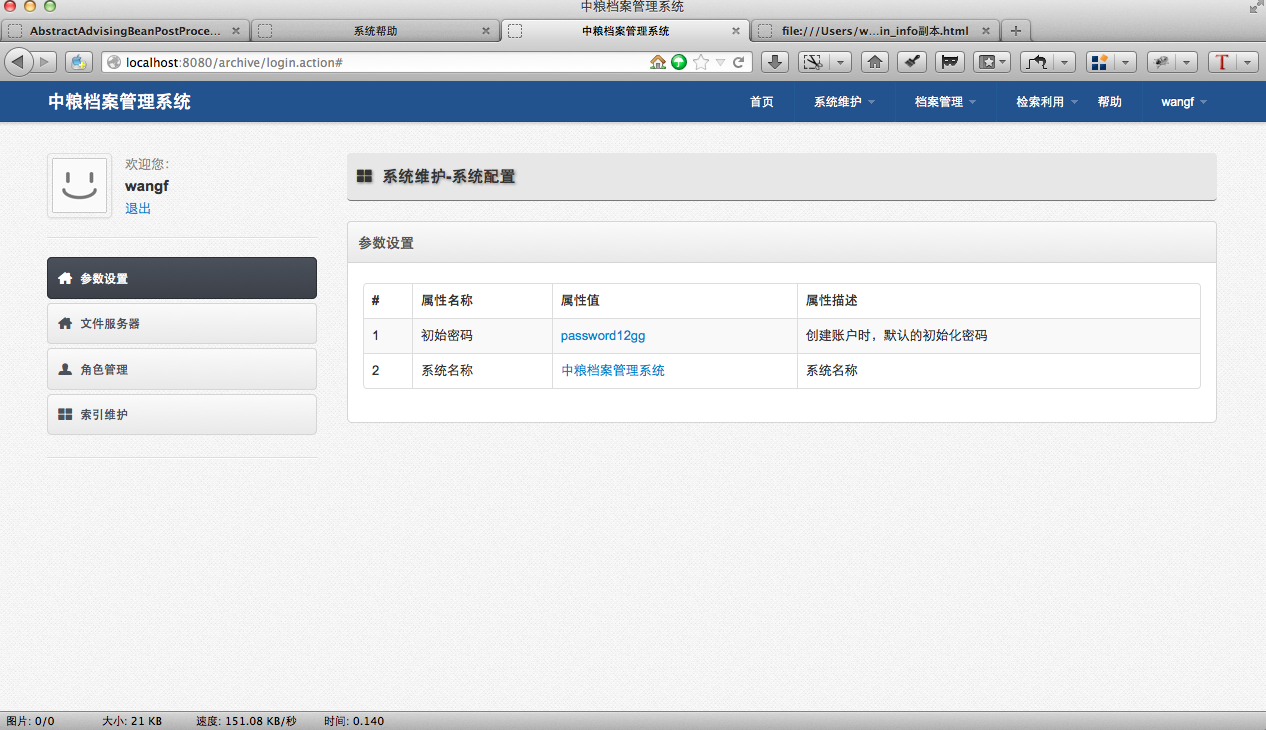 中粮档案管理系统
AbstractAdvisingBeanPostProce...
系统帮助
中粮档案管理系统
file:///Users/w...in_info副本.html
localhost:8080/archive/login.action#
中粮档案管理系统
首页
系统维护
档案管理
检索利用
帮助
wangf
欢迎您:
wangf
退出
参数设置
文件服务器
角色管理
索引维护
系统维护-系统配置
参数设置
# 属性名称 属性值 属性描述
1 初始密码 password12gg 创建账户时，默认的初始化密码
2 系统名称 中粮档案管理系统 系统名称
图片: 0/0 大小: 21 KB 速度: 151.08 KB/秒 时间: 0.140